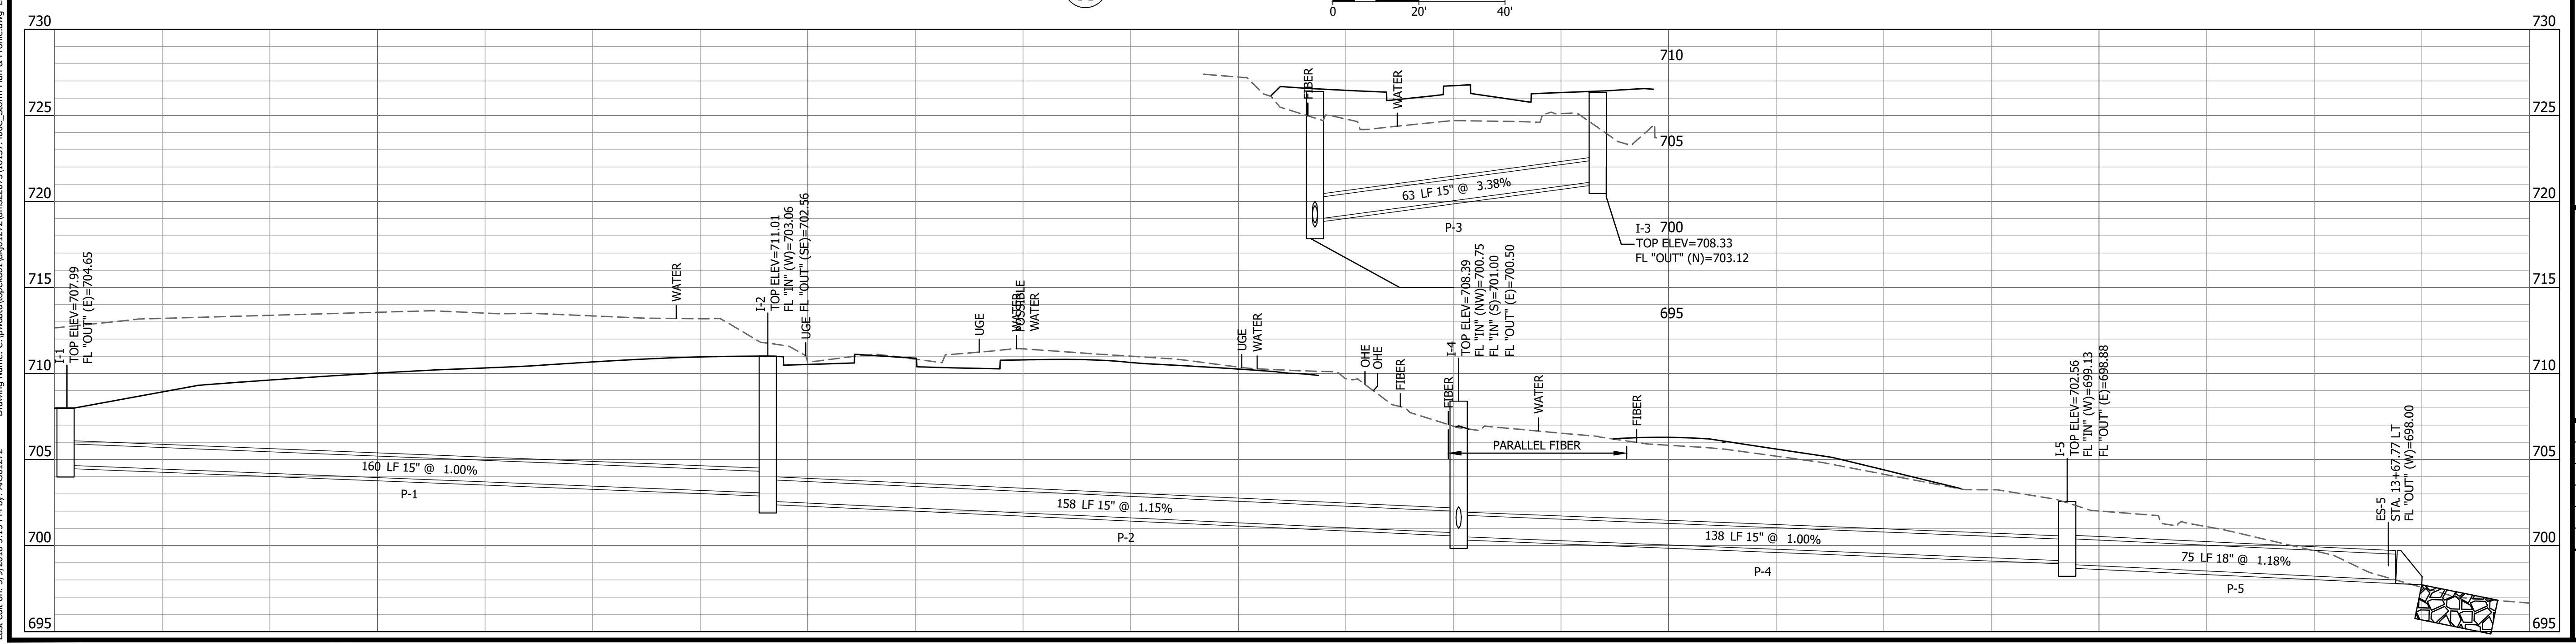 0 20' 40'
730
725
720
715
710
705
700
695
730
725
720
715
710
705
700
695
710
705
700
695
I-1
TOP ELEV=707.99
FL "OUT" (E)=704.65
160 LF 15" @ 1.00%
P-1
WATER
I-2
TOP ELEV=711.01
FL "IN" (W)=703.06
FL "OUT" (SE)=702.56
UGE
UGE
WATER
POSSIBLE
WATER
158 LF 15" @ 1.15%
P-2
UGE
WATER
FIBER
WATER
63 LF 15" @ 3.38%
P-3
I-3
TOP ELEV=708.33
FL "OUT" (N)=703.12
OHE
OHE
FIBER
FIBER
I-4
TOP ELEV=708.39
FL "IN" (NW)=700.75
FL "IN" (S)=701.00
FL "OUT" (E)=700.50
WATER
PARALLEL FIBER
FIBER
138 LF 15" @ 1.00%
P-4
I-5
TOP ELEV=702.56
FL "IN" (W)=699.13
FL "OUT" (E)=698.88
75 LF 18" @ 1.18%
P-5
ES-5
STA. 13+67.77 LT
FL "OUT" (W)=698.00